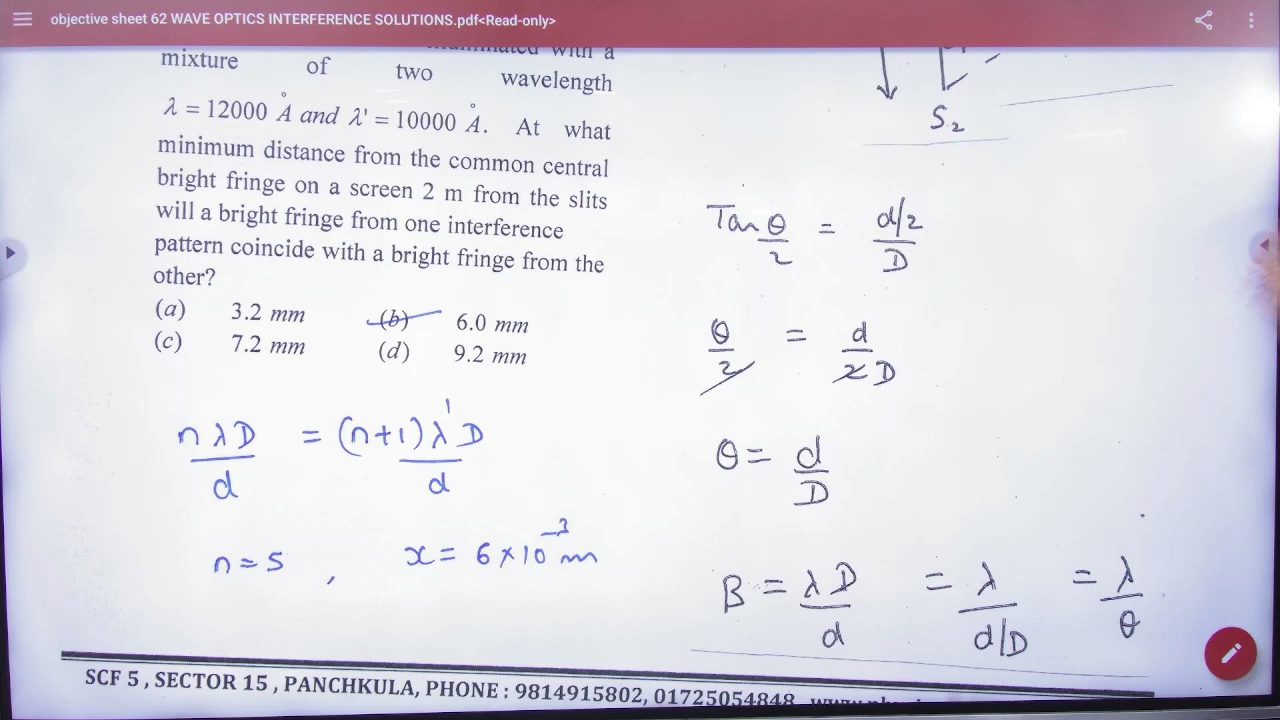 objective sheet 62 WAVE OPTICS INTERFERENCE SOLUTIONS.pdf<Read-only>
with a
mixture of two wavelength
λ = 12000 Å and λ' = 10000 Å. At what
minimum distance from the common central
bright fringe on a screen 2 m from the slits
will a bright fringe from one interference
pattern coincide with a bright fringe from the
other?
(a) 3.2 mm (b) 6.0 mm
(c) 7.2 mm (d) 9.2 mm
nλD/d = (n+1)λ'D/d
n = 5 , x = 6×10⁻³ m
S₂
Tan θ/2 = d/2/D
θ/2 = d/2D
θ = d/D
β = λD/d = λ/d/D = λ/θ
SCF 5 , SECTOR 15 , PANCHKULA, PHONE : 9814915802, 01725054848